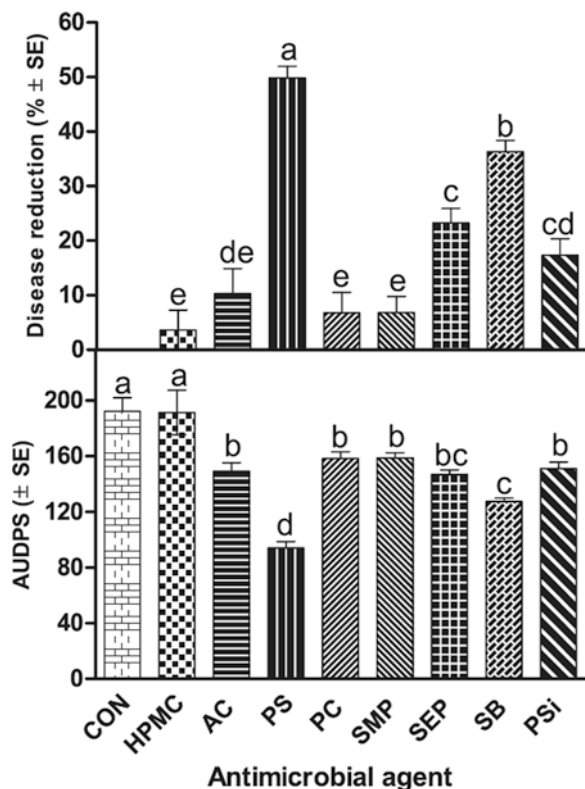 Disease reduction (% ± SE)
60
50
40
30
20
10
0
e
de
a
e
e
c
b
cd
AUDPS (± SE)
200
160
120
80
40
0
a
a
b
d
b
b
bc
c
b
CON
HPMC
AC
PS
PC
SMP
SEP
SB
PSi
Antimicrobial agent